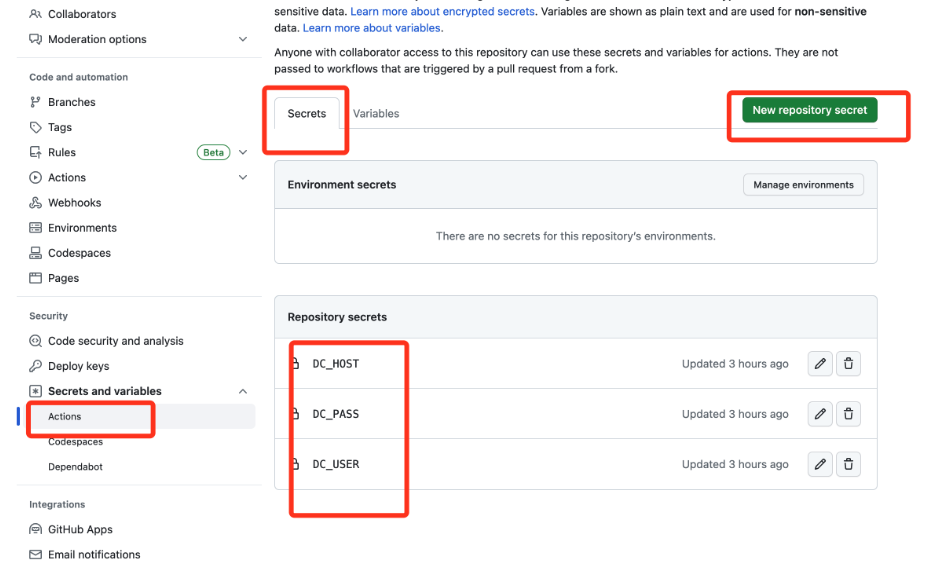 Collaborators
Moderation options
Code and automation
Branches
Tags
Rules Beta
Actions
Webhooks
Environments
Codespaces
Pages
Security
Code security and analysis
Deploy keys
Secrets and variables
Actions
Codespaces
Dependabot
Integrations
GitHub Apps
Email notifications
sensitive data. Learn more about encrypted secrets. Variables are shown as plain text and are used for non-sensitive
data. Learn more about variables.
Anyone with collaborator access to this repository can use these secrets and variables for actions. They are not
passed to workflows that are triggered by a pull request from a fork.
Secrets Variables New repository secret
Environment secrets Manage environments
There are no secrets for this repository's environments.
Repository secrets
DC_HOST Updated 3 hours ago
DC_PASS Updated 3 hours ago
DC_USER Updated 3 hours ago